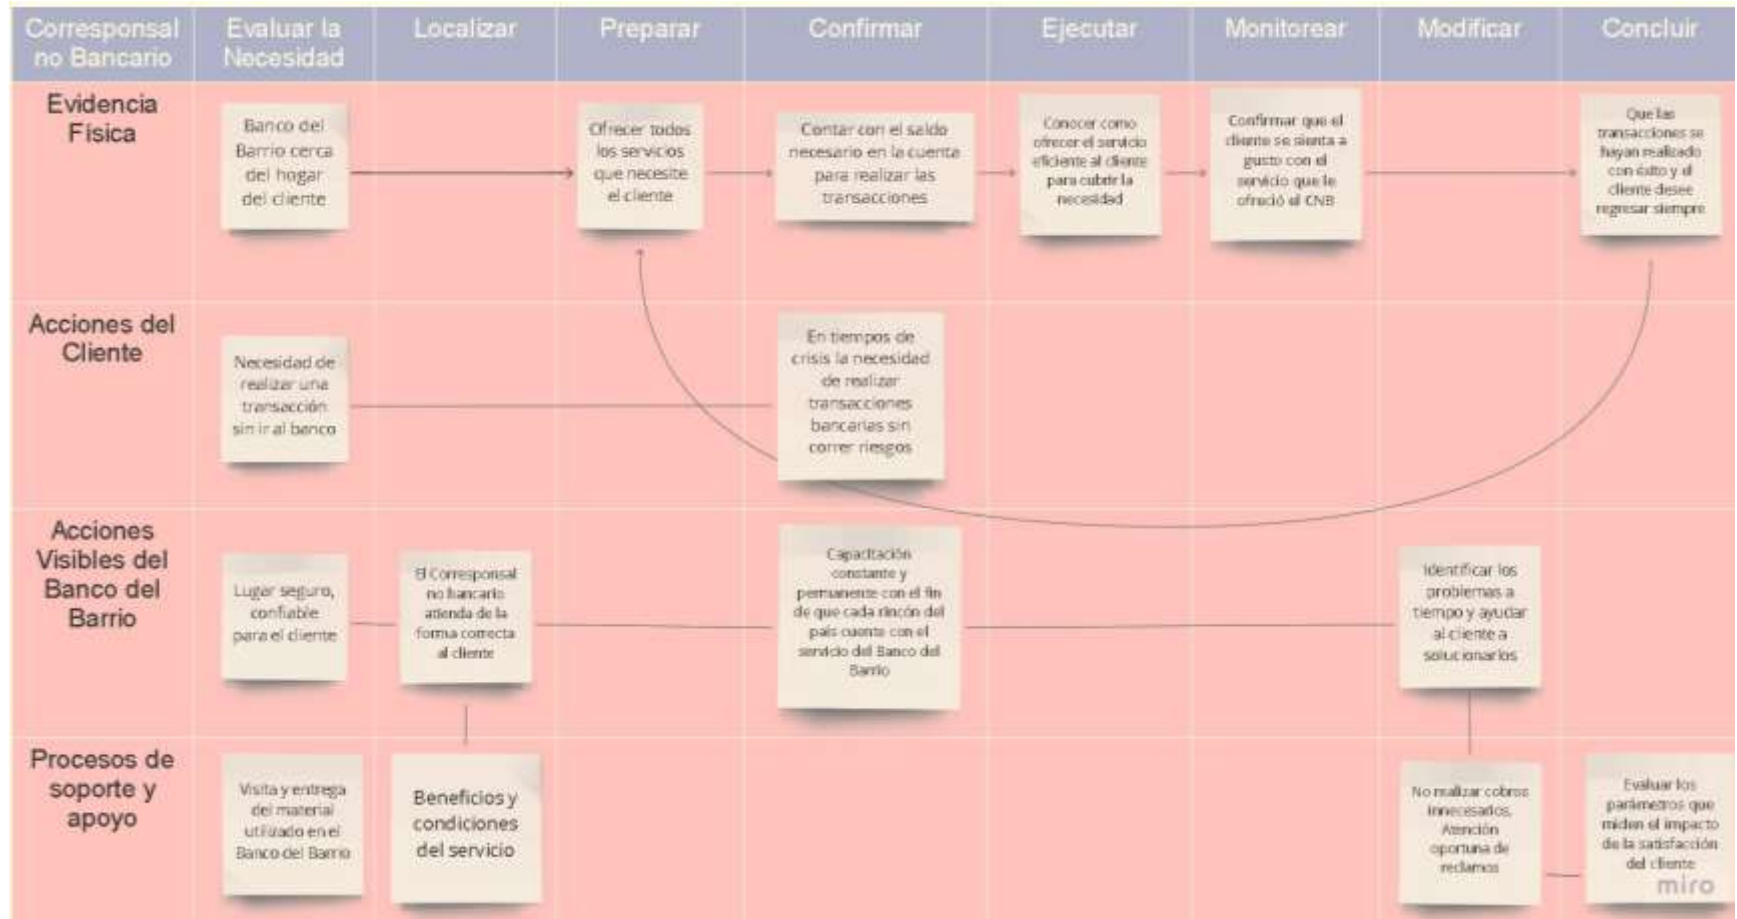 Corresponsal
no Bancario
Evaluar la
Necesidad
Localizar
Preparar
Confirmar
Ejecutar
Monitorear
Modificar
Concluir
Evidencia
Física
Banco del
Barrio cerca
del hogar
del cliente
Ofrecer todos
los servicios
que necesite
el cliente
Contar con el saldo
necesario en la cuenta
para realizar las
transacciones
Conocer como
ofrecer el servicio
eficiente al cliente
para cubrir la
necesidad
Confirmar que el
cliente se sienta a
gusto con el
servicio que le
ofreció el CNB
Que las
transacciones se
hayan realizado
con éxito y el
cliente desee
regresar siempre
Acciones del
Cliente
Necesidad de
realizar una
transacción
sin ir al banco
En tiempos de
crisis la necesidad
de realizar
transacciones
bancarias sin
correr riesgos
Acciones
Visibles del
Banco del
Barrio
Lugar seguro,
confiable
para el cliente
El Corresponsal
no bancario
atienda de la
forma correcta
al cliente
Capacitación
constante y
permanente con el fin
de que cada rincón del
país cuente con el
servicio del Banco del
Barrio
Identificar los
problemas a
tiempo y ayudar
al cliente a
solucionarlos
Procesos de
soporte y
apoyo
Visita y entrega
del material
utilizado en el
Banco del Barrio
Beneficios y
condiciones
del servicio
No realizar cobros
innecesarios,
Atención
oportuna de
reclamos
Evaluar los
parámetros que
miden el impacto
de la satisfacción
del cliente
miro